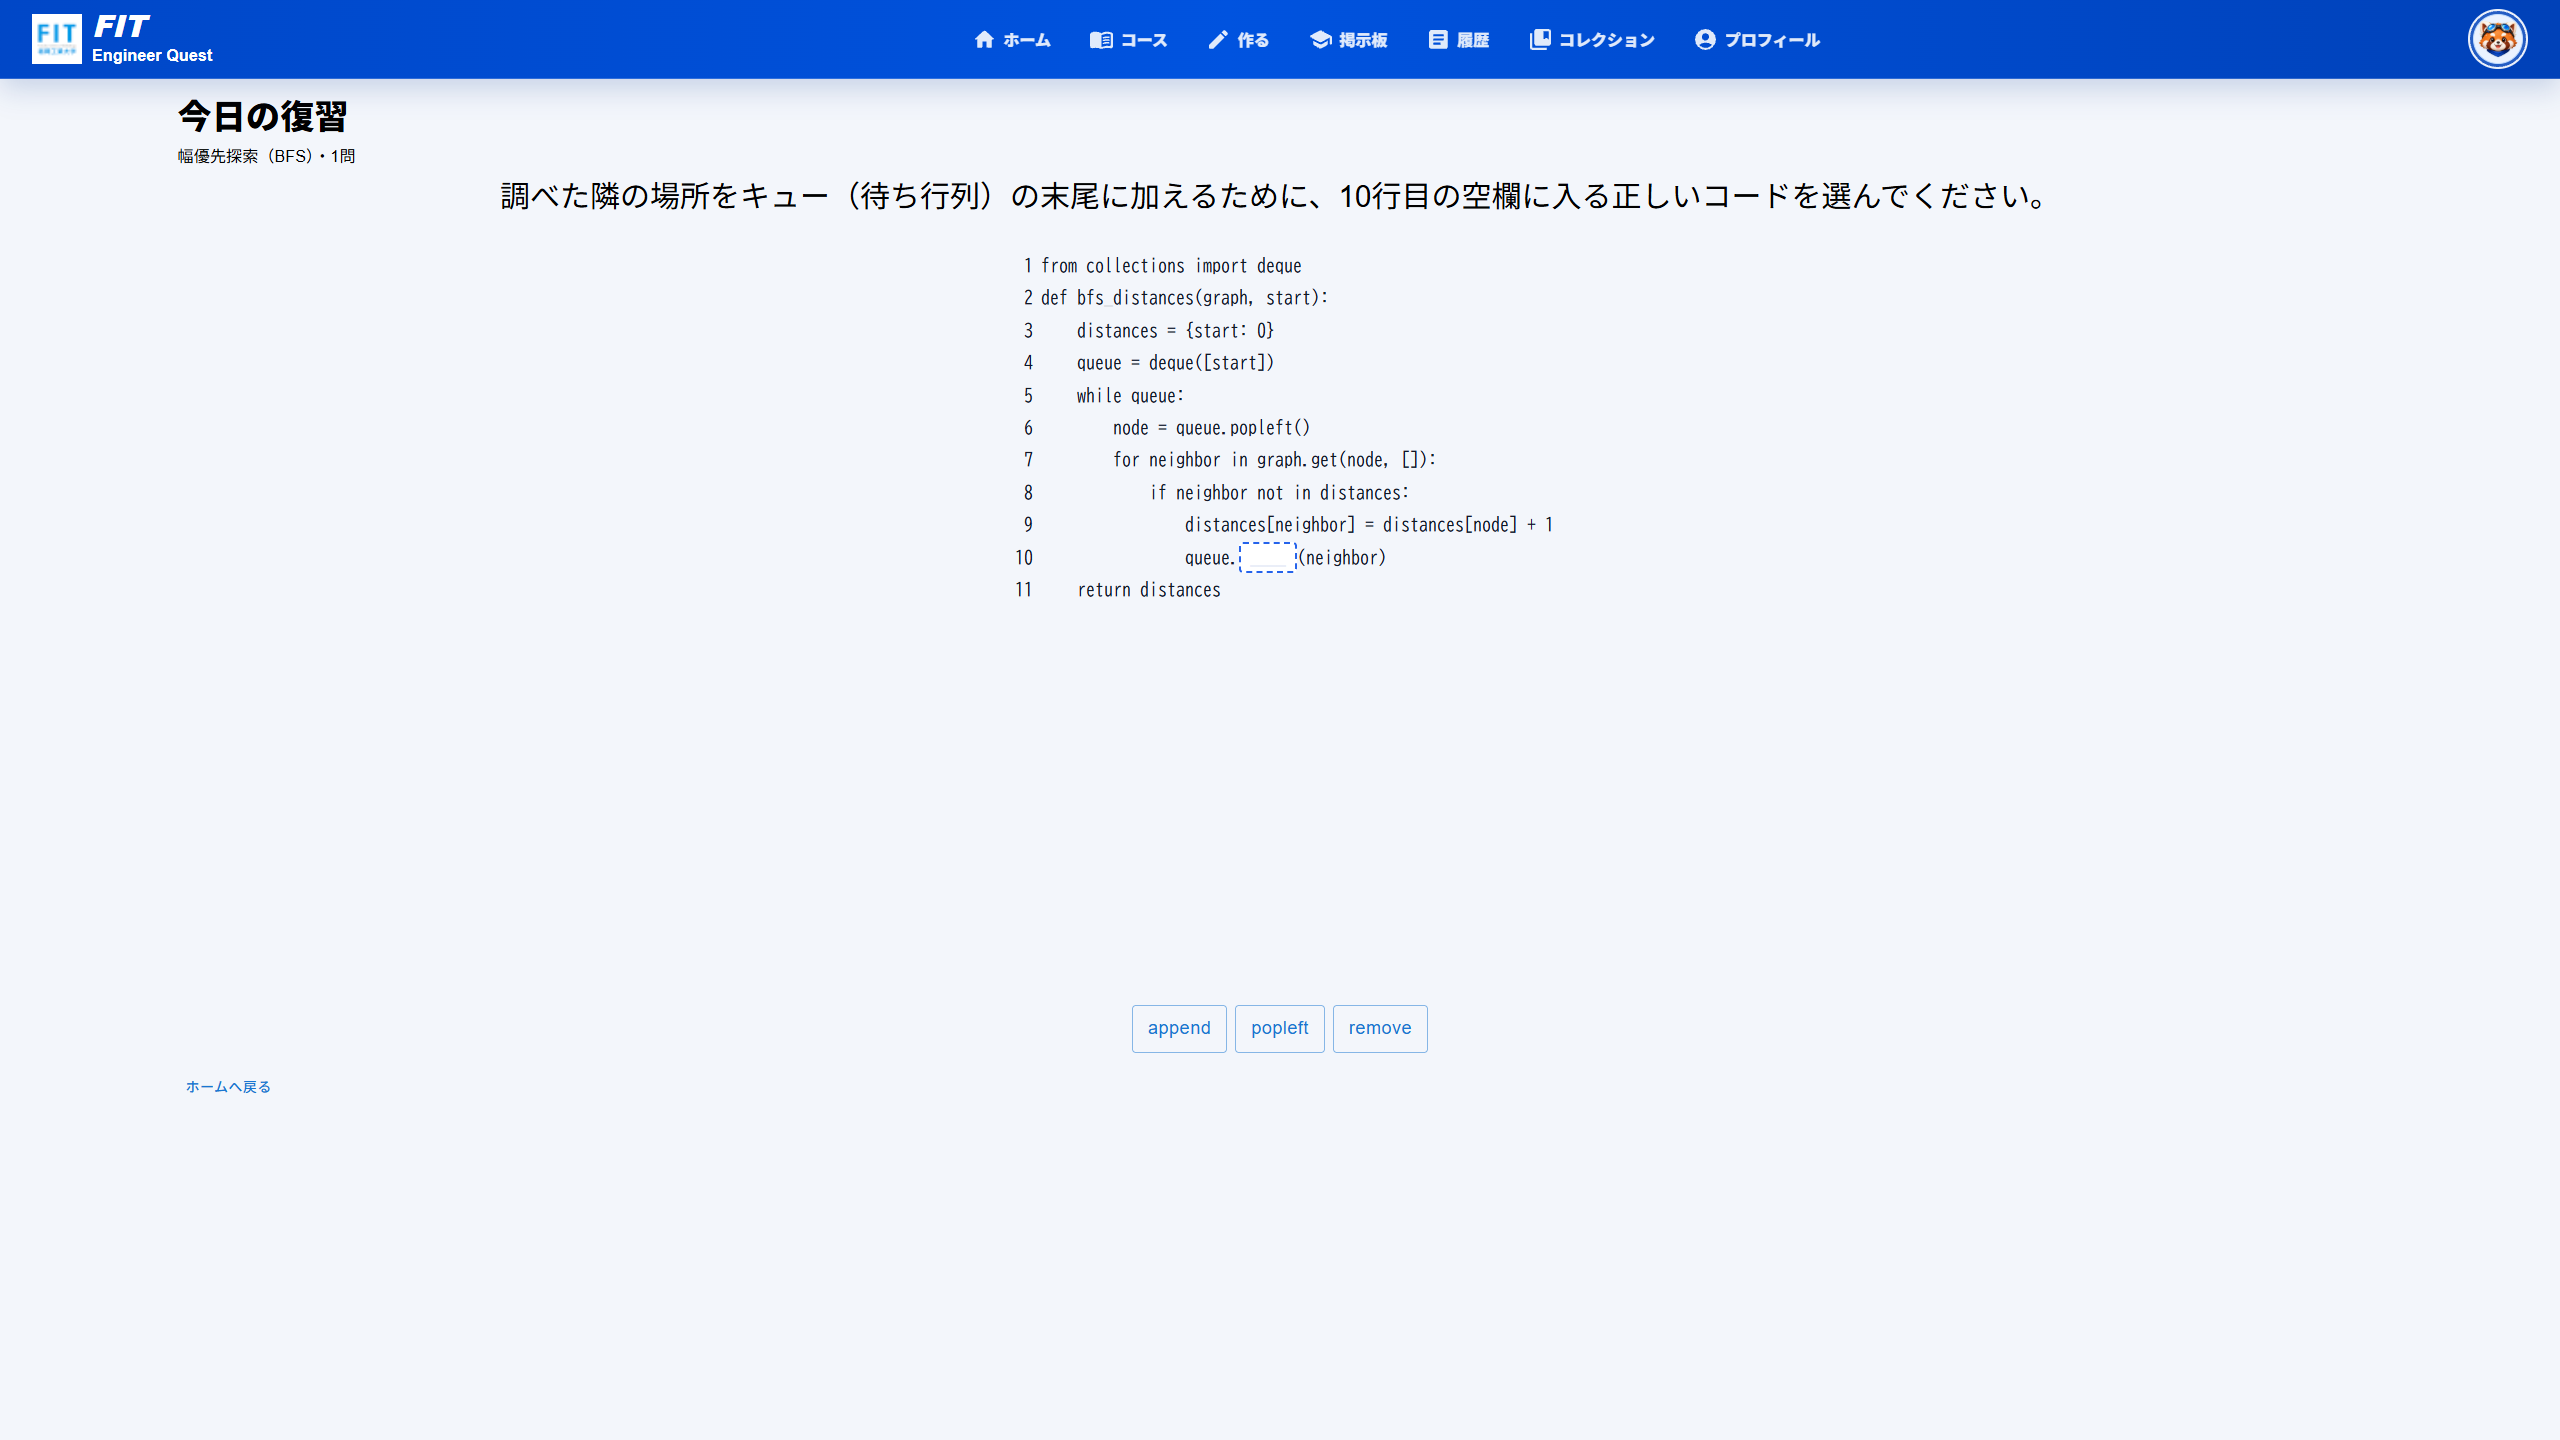 FIT
FIT
Engineer Quest
ホーム
コース
作る
掲示板
履歴
コレクション
プロフィール
今日の復習
幅優先探索（BFS）・1問
調べた隣の場所をキュー（待ち行列）の末尾に加えるために、10行目の空欄に入る正しいコードを選んでください。
1 from collections import deque
2 def bfs_distances(graph, start):
3     distances = {start: 0}
4     queue = deque([start])
5     while queue:
6         node = queue.popleft()
7         for neighbor in graph.get(node, []):
8             if neighbor not in distances:
9                 distances[neighbor] = distances[node] + 1
10                 queue.____(neighbor)
11     return distances
append
popleft
remove
ホームへ戻る